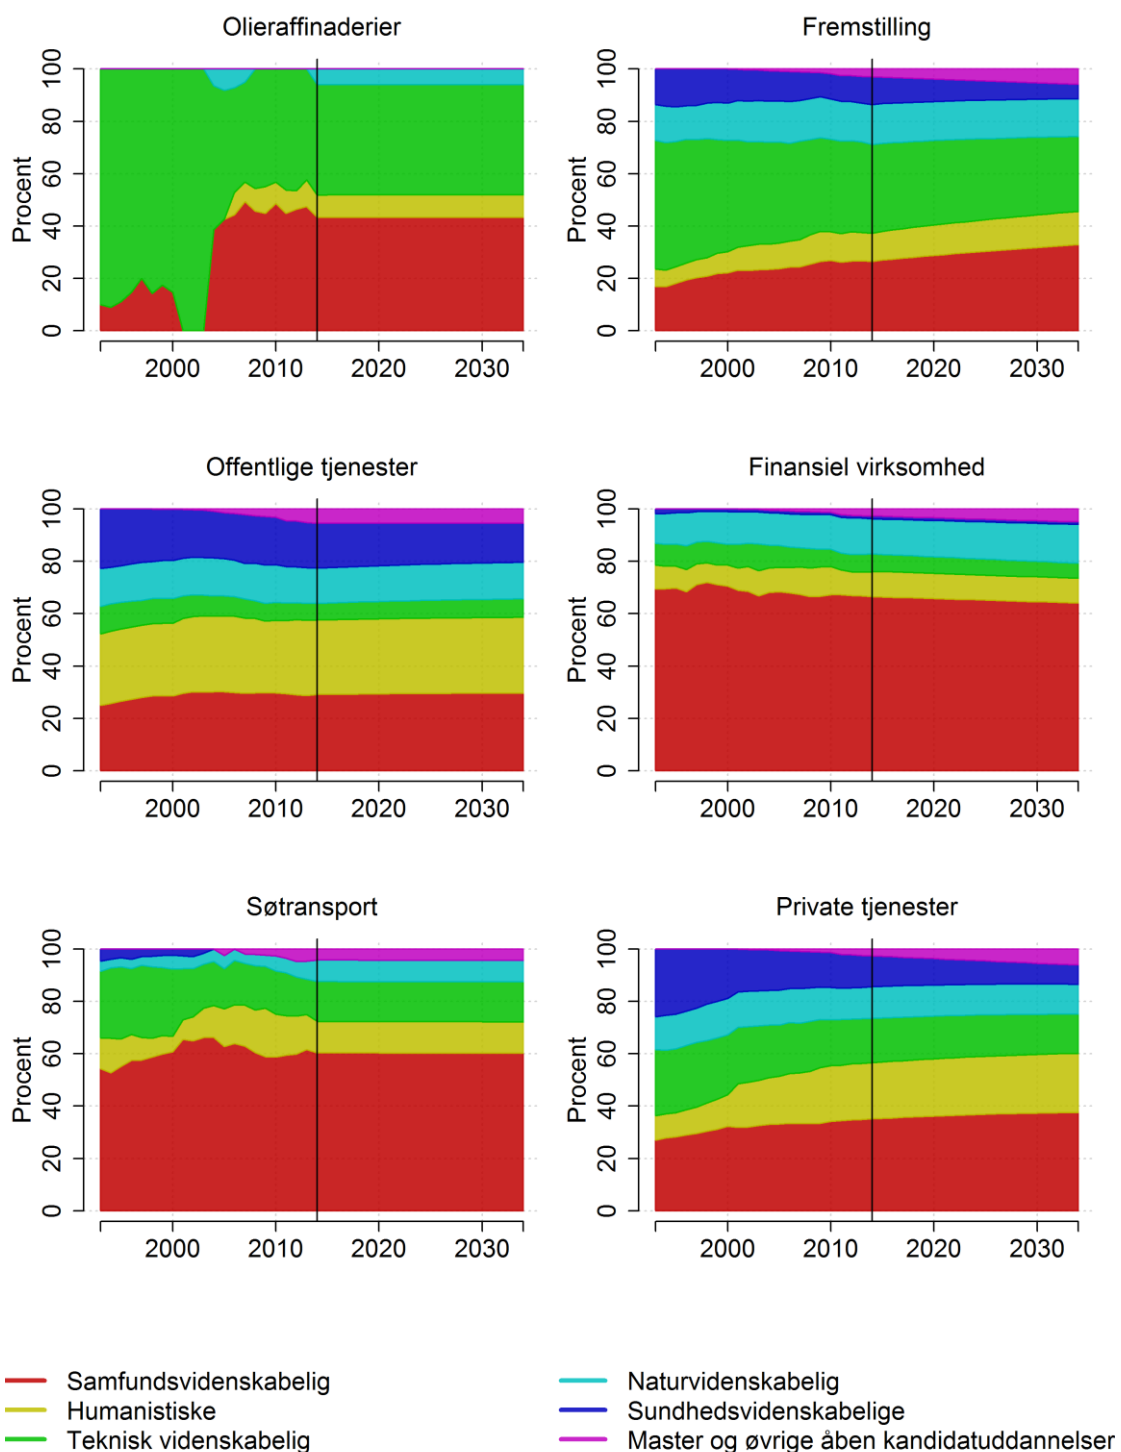 Olieraffinaderier
Procent
0 20 40 60 80 100
2000 2010 2020 2030
Fremstilling
Procent
0 20 40 60 80 100
2000 2010 2020 2030
Offentlige tjenester
Procent
0 20 40 60 80 100
2000 2010 2020 2030
Finansiel virksomhed
Procent
0 20 40 60 80 100
2000 2010 2020 2030
Søtransport
Procent
0 20 40 60 80 100
2000 2010 2020 2030
Private tjenester
Procent
0 20 40 60 80 100
2000 2010 2020 2030
Samfundsvidenskabelig
Humanistiske
Teknisk videnskabelig
Naturvidenskabelig
Sundhedsvidenskabelige
Master og øvrige åben kandidatuddannelser